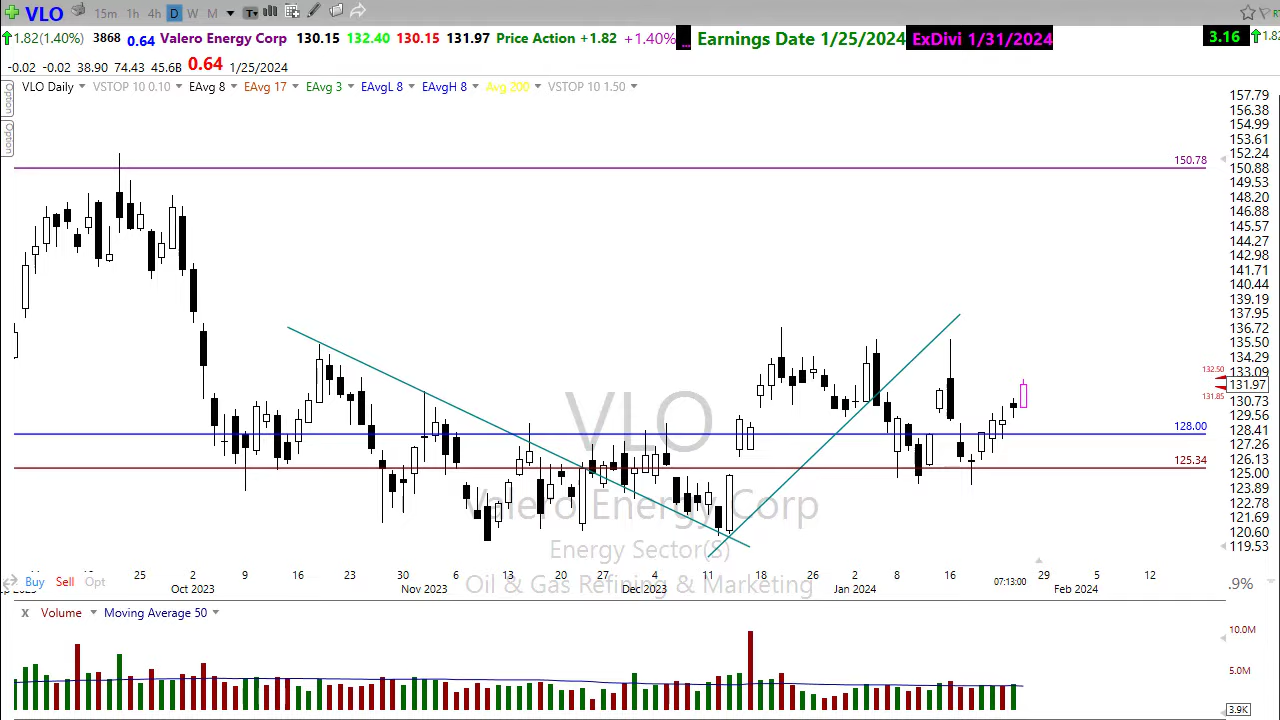 VLO 15m 1h 4h D W M
1.82(1.40%) 3868 0.64 Valero Energy Corp 130.15 132.40 130.15 131.97 Price Action +1.82 +1.40% ... Earnings Date 1/25/2024 ExDivi 1/31/2024 3.16 1.82
-0.02 -0.02 38.90 74.43 45.6B 0.64 1/25/2024
VLO Daily VSTOP 10 0.10 EAvg 8 EAvg 17 EAvg 3 EAvgL 8 EAvgH 8 Avg 200 VSTOP 10 1.50
Option
Option
157.79
156.38
154.99
153.61
152.24
150.78
150.88
149.53
148.20
146.88
145.57
144.27
142.98
141.71
140.44
139.19
137.95
136.72
135.50
134.29
133.09
132.50
131.97
131.85
130.73
129.56
128.00
128.41
127.26
125.34
126.13
125.00
123.89
122.78
121.69
120.60
119.53
VLO
Valero Energy Corp
Energy Sector(S)
Oil & Gas Refining & Marketing
25 2 9 16 23 30 6 13 20 27 4 11 18 26 2 8 16 07:13:00 29 5 12
Buy Sell Opt
.9%
Oct 2023 Nov 2023 Dec 2023 Jan 2024 Feb 2024
x Volume Moving Average 50
10.0M
5.0M
3.9K